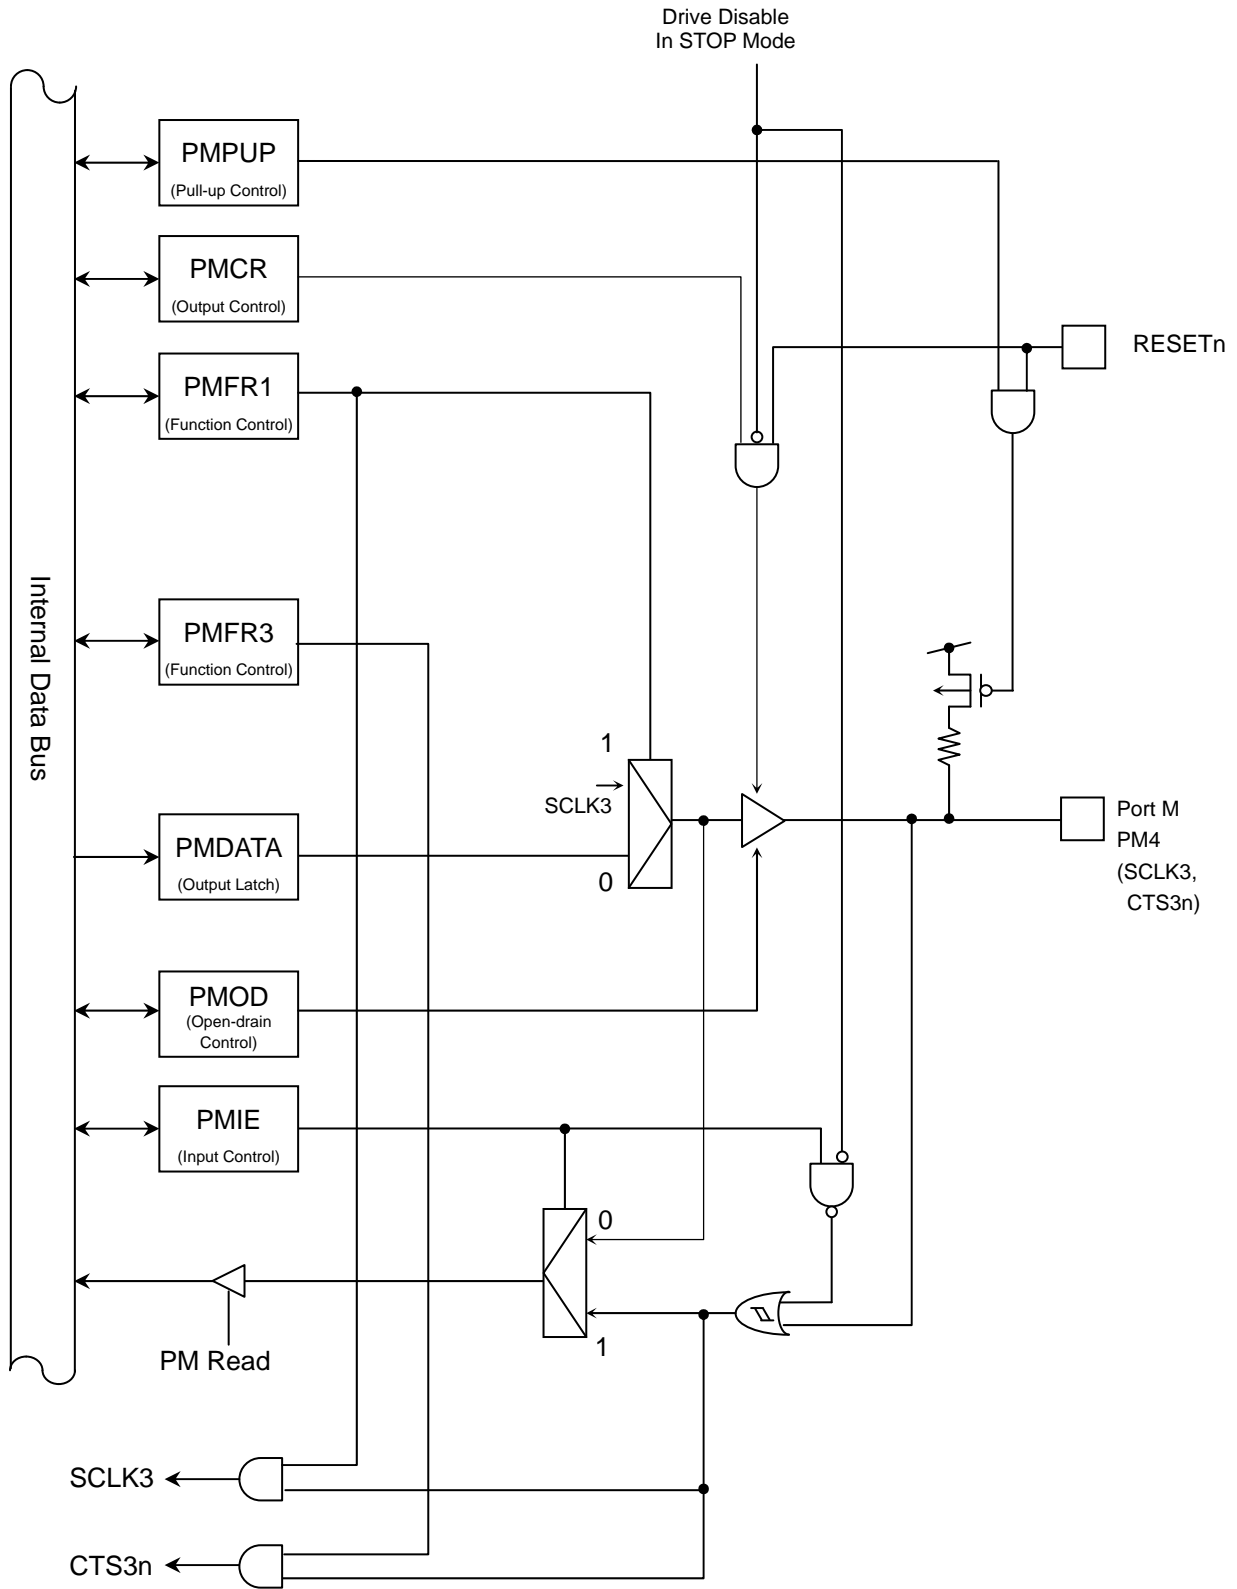 Drive Disable
In STOP Mode
PMPUP
(Pull-up Control)
PMCR
(Output Control)
RESETn
PMFR1
(Function Control)
Internal Data Bus
PMFR3
(Function Control)
1
SCLK3
0
PMDATA
(Output Latch)
Port M
PM4
(SCLK3,
CTS3n)
PMOD
(Open-drain
Control)
PMIE
(Input Control)
0
1
PM Read
SCLK3
CTS3n